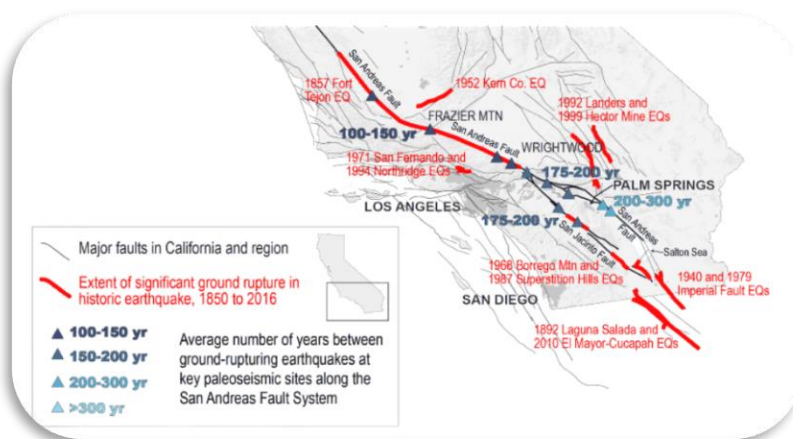 San Andreas Fault
1857 Fort
Tejon EQ
1952 Kern Co. EQ
1992 Landers and
1999 Hector Mine EQs
FRAZIER MTN
100-150 yr
San Andreas Fault
WRIGHTWOOD
1971 San Fernando and
1994 Northridge EQs
175-200 yr
PALM SPRINGS
LOS ANGELES
200-300 yr
175-200 yr
San Andreas
Fault
San Jacinto Fault
Salton Sea
1968 Borrego Mtn and
1987 Superstition Hills EQs
1940 and 1979
Imperial Fault EQs
SAN DIEGO
1892 Laguna Salada and
2010 El Mayor-Cucapah EQs
Major faults in California and region
Extent of significant ground rupture in
historic earthquake, 1850 to 2016
100-150 yr
150-200 yr
200-300 yr
>300 yr
Average number of years between
ground-rupturing earthquakes at
key paleoseismic sites along the
San Andreas Fault System